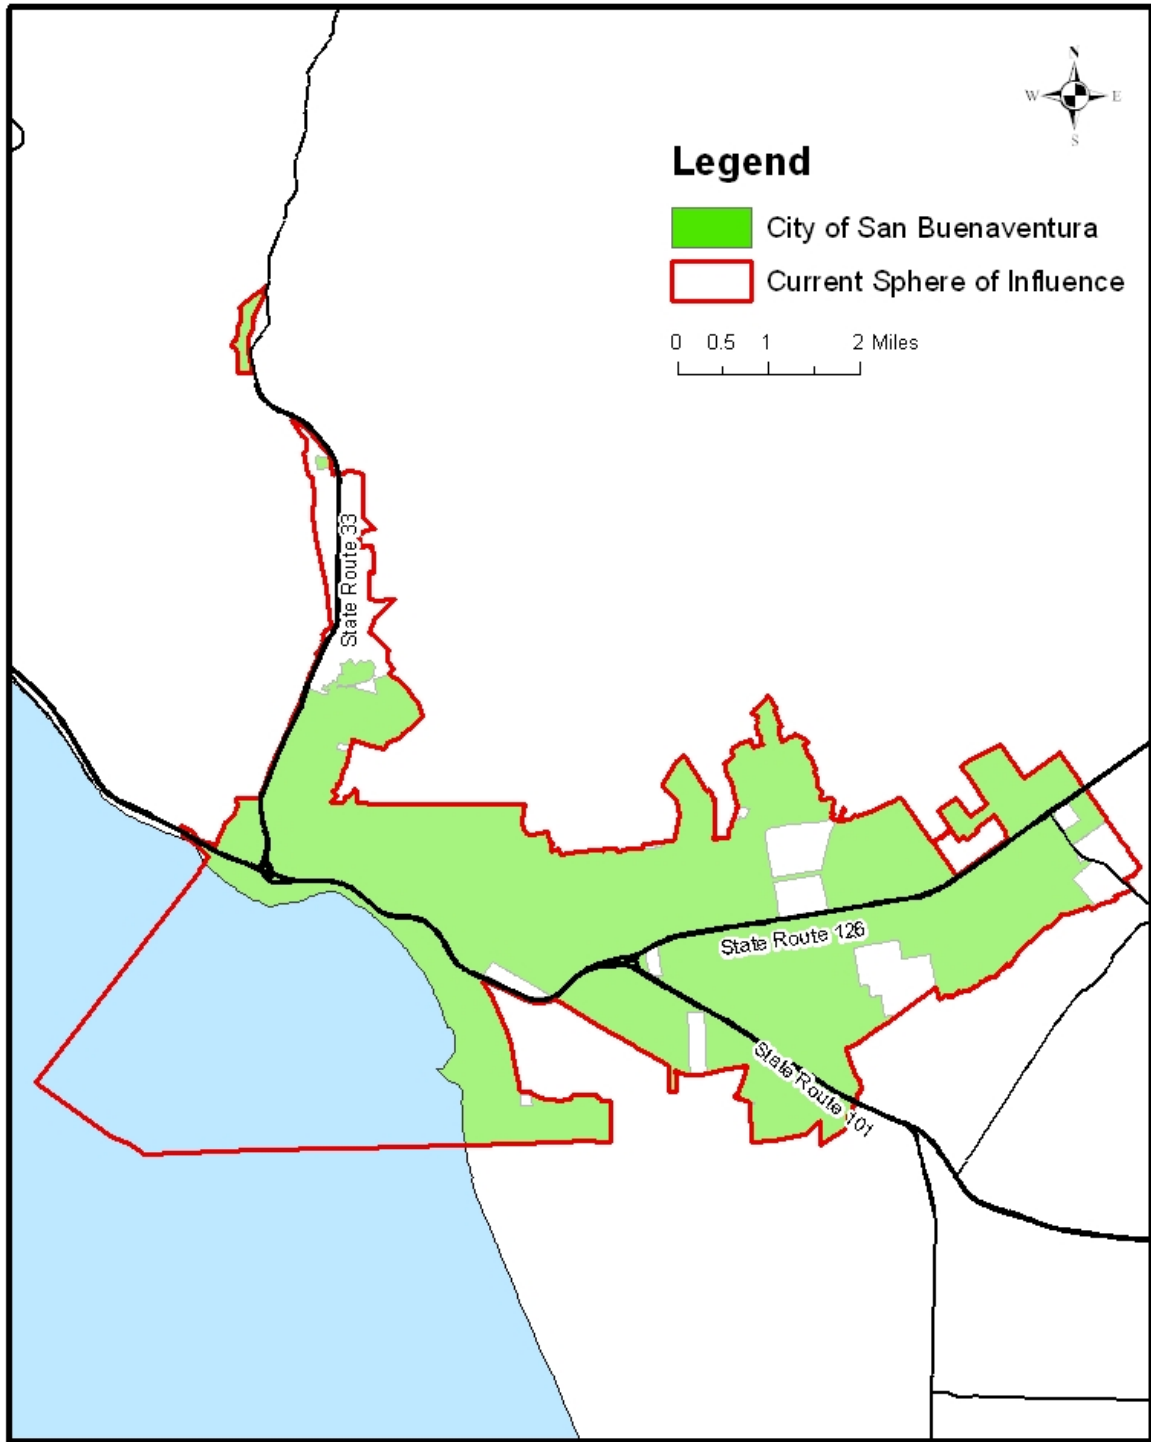 N
W E
S
Legend
City of San Buenaventura
Current Sphere of Influence
0 0.5 1 2 Miles
State Route 33
State Route 126
State Route 101